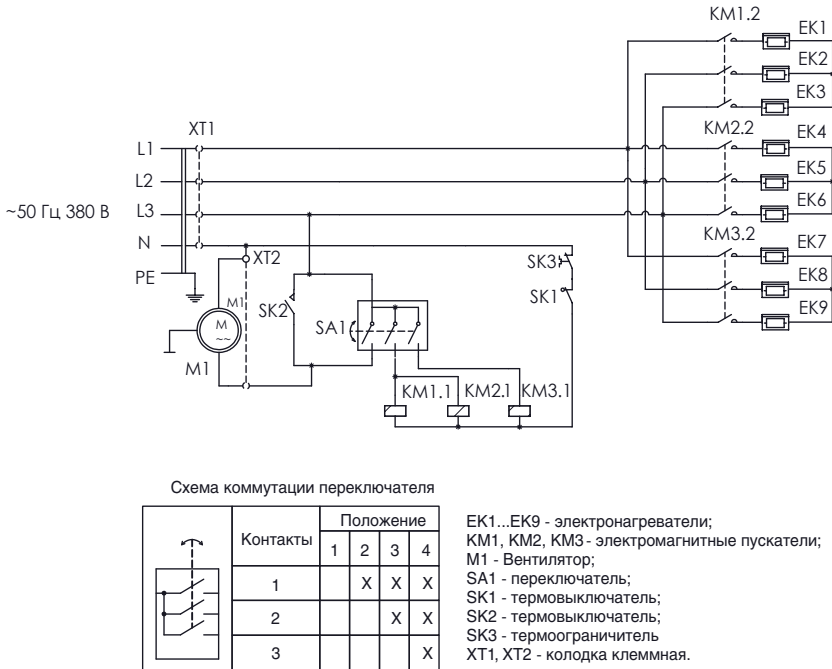 KM1.2
EK1
EK2
EK3
KM2.2
EK4
EK5
EK6
KM3.2
EK7
EK8
EK9
XT1
L1
L2
~50 Гц 380 В
L3
N
PE
XT2
M1
M
~~
M1
SK2
SA1
SK3
SK1
KM1.1
KM2.1
KM3.1
Схема коммутации переключателя
Контакты
Положение
1 2 3 4
1 X X X
2 X X
3 X
EK1...EK9 - электронагреватели;
KM1, KM2, KM3 - электромагнитные пускатели;
M1 - Вентилятор;
SA1 - переключатель;
SK1 - термовыключатель;
SK2 - термовыключатель;
SK3 - термоограничитель
XT1, XT2 - колодка клеммная.